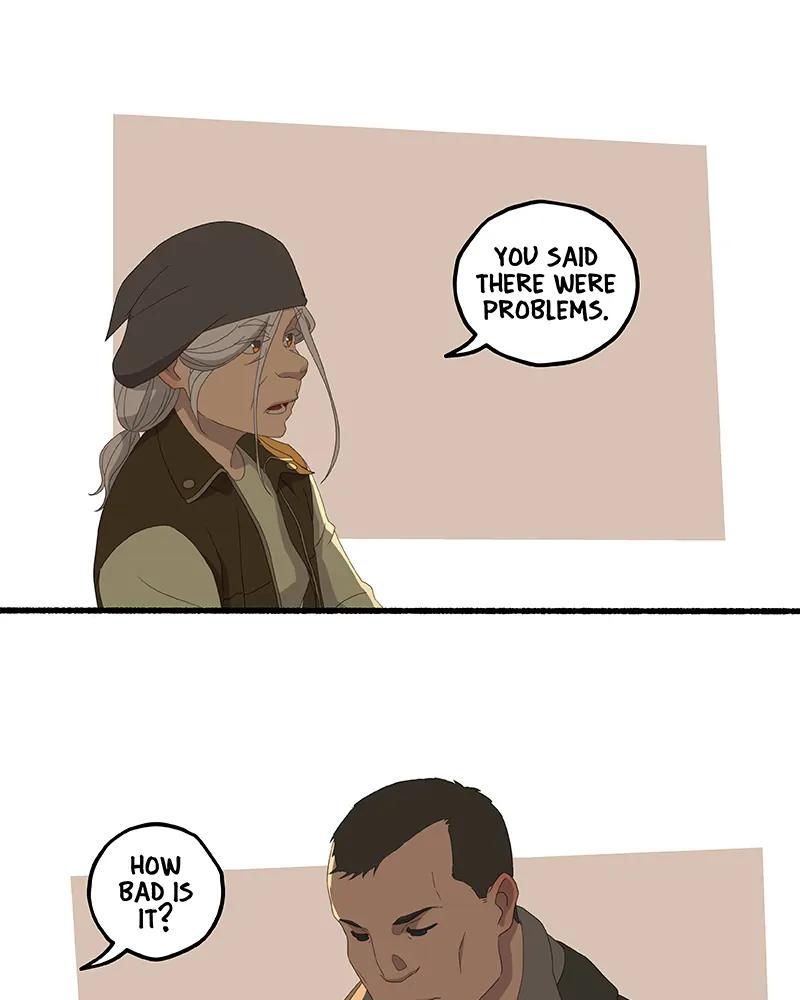 YOU SAID
THERE WERE
PROBLEMS.
HOW
BAD IS
IT?